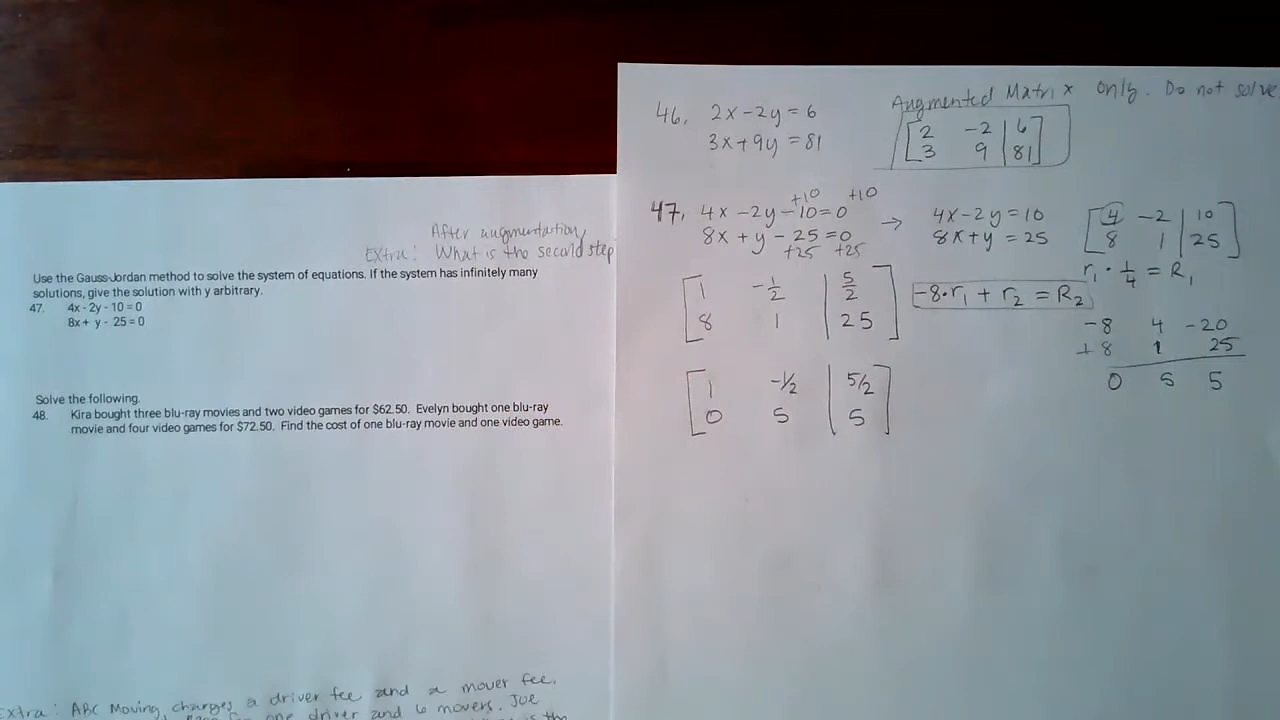 After augmentation,
Extra: What is the second step
Use the Gauss-Jordan method to solve the system of equations. If the system has infinitely many
solutions, give the solution with y arbitrary.
47. 4x - 2y - 10 = 0
8x + y - 25 = 0
Solve the following.
48. Kira bought three blu-ray movies and two video games for $62.50. Evelyn bought one blu-ray
movie and four video games for $72.50. Find the cost of one blu-ray movie and one video game.
Extra: ABC Moving charges a driver fee and a mover fee.
one driver and 6 movers. Joe
Augmented Matrix Only. Do not solve
46. 2x-2y=6
3x+9y=81
[2 -2 | 6]
[3 9 | 81]
+10 +10
47. 4x-2y-10=0 → 4x-2y=10 [4 -2 | 10]
8x+y-25=0 8x+y=25 [8 1 | 25]
+25 +25
r₁·1/4 = R₁
[1 -1/2 | 5/2]
[8 1 | 25]
-8·r₁+r₂=R₂
-8 4 -20
+8 1 25
0 5 5
[1 -1/2 | 5/2]
[0 5 | 5]